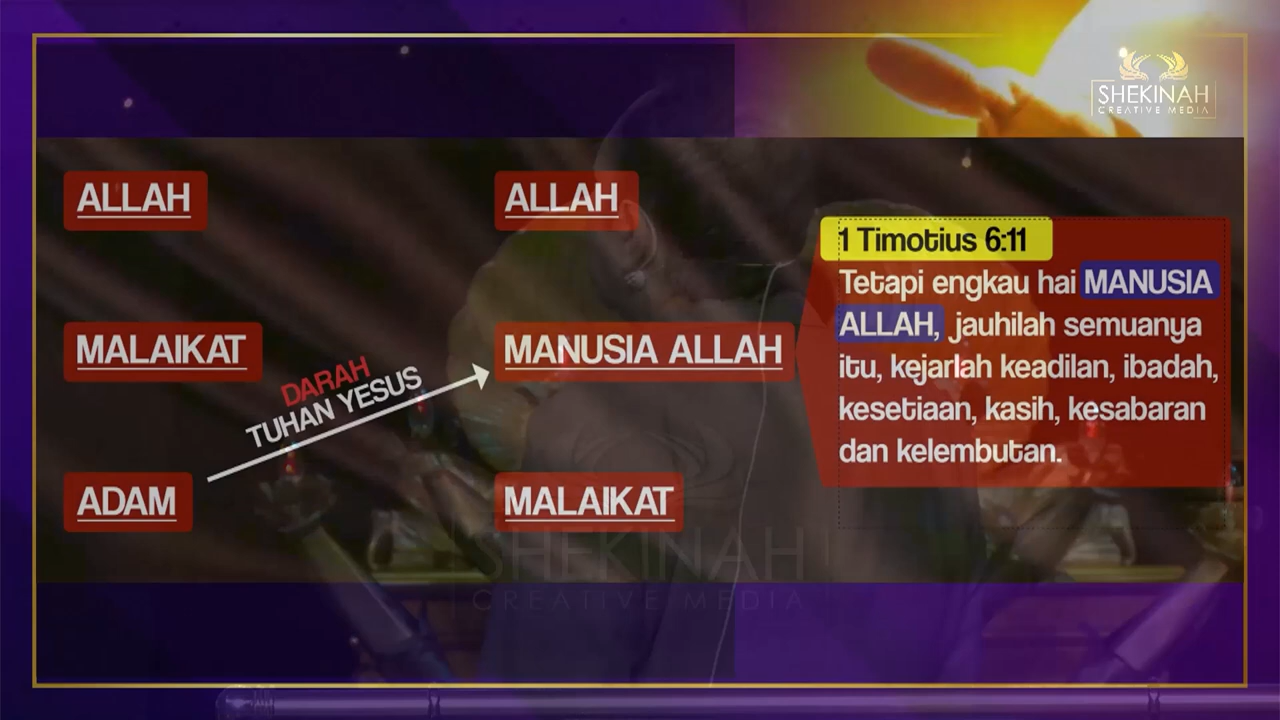 SHEKINAH
CREATIVE MEDIA
ALLAH
MALAIKAT
ADAM
DARAH
TUHAN YESUS
ALLAH
MANUSIA ALLAH
MALAIKAT
1 Timotius 6:11
Tetapi engkau hai MANUSIA
ALLAH, jauhilah semuanya
itu, kejarlah keadilan, ibadah,
kesetiaan, kasih, kesabaran
dan kelembutan.
SHEKINAH
CREATIVE MEDIA